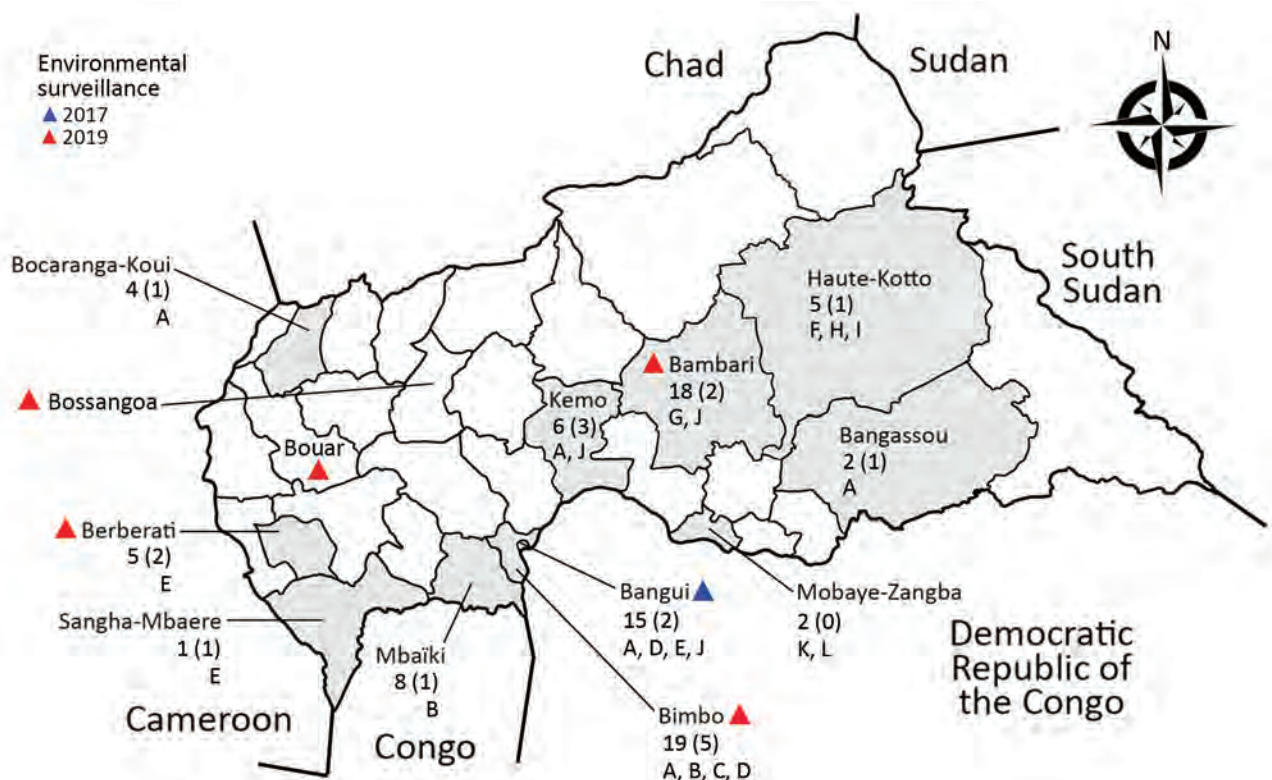 Environmental
surveillance
2017
2019
Chad
Sudan
N
South
Sudan
Bocaranga-Koui
4 (1)
A
Haute-Kotto
5 (1)
F, H, I
Bossangoa
Bambari
18 (2)
G, J
Kemo
6 (3)
A, J
Bangassou
2 (1)
A
Bouar
Berberati
5 (2)
E
Sangha-Mbaere
1 (1)
E
Mbaïki
8 (1)
B
Bangui
15 (2)
A, D, E, J
Mobaye-Zangba
2 (0)
K, L
Bimbo
19 (5)
A, B, C, D
Cameroon
Congo
Democratic
Republic of
the Congo